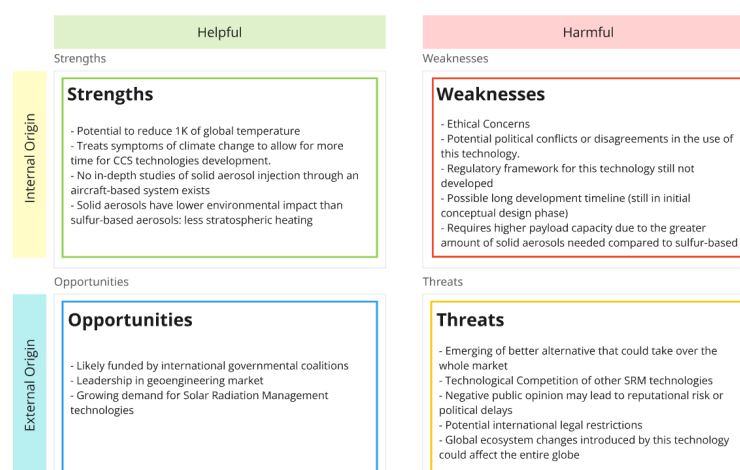 Helpful
Harmful
Strengths
Weaknesses
Internal Origin
Strengths
- Potential to reduce 1K of global temperature
- Treats symptoms of climate change to allow for more
time for CCS technologies development.
- No in-depth studies of solid aerosol injection through an
aircraft-based system exists
- Solid aerosols have lower environmental impact than
sulfur-based aerosols: less stratospheric heating
Weaknesses
- Ethical Concerns
- Potential political conflicts or disagreements in the use of
this technology.
- Regulatory framework for this technology still not
developed
- Possible long development timeline (still in initial
conceptual design phase)
- Requires higher payload capacity due to the greater
amount of solid aerosols needed compared to sulfur-based
Opportunities
Threats
External Origin
Opportunities
- Likely funded by international governmental coalitions
- Leadership in geoengineering market
- Growing demand for Solar Radiation Management
technologies
Threats
- Emerging of better alternative that could take over the
whole market
- Technological Competition of other SRM technologies
- Negative public opinion may lead to reputational risk or
political delays
- Potential international legal restrictions
- Global ecosystem changes introduced by this technology
could affect the entire globe